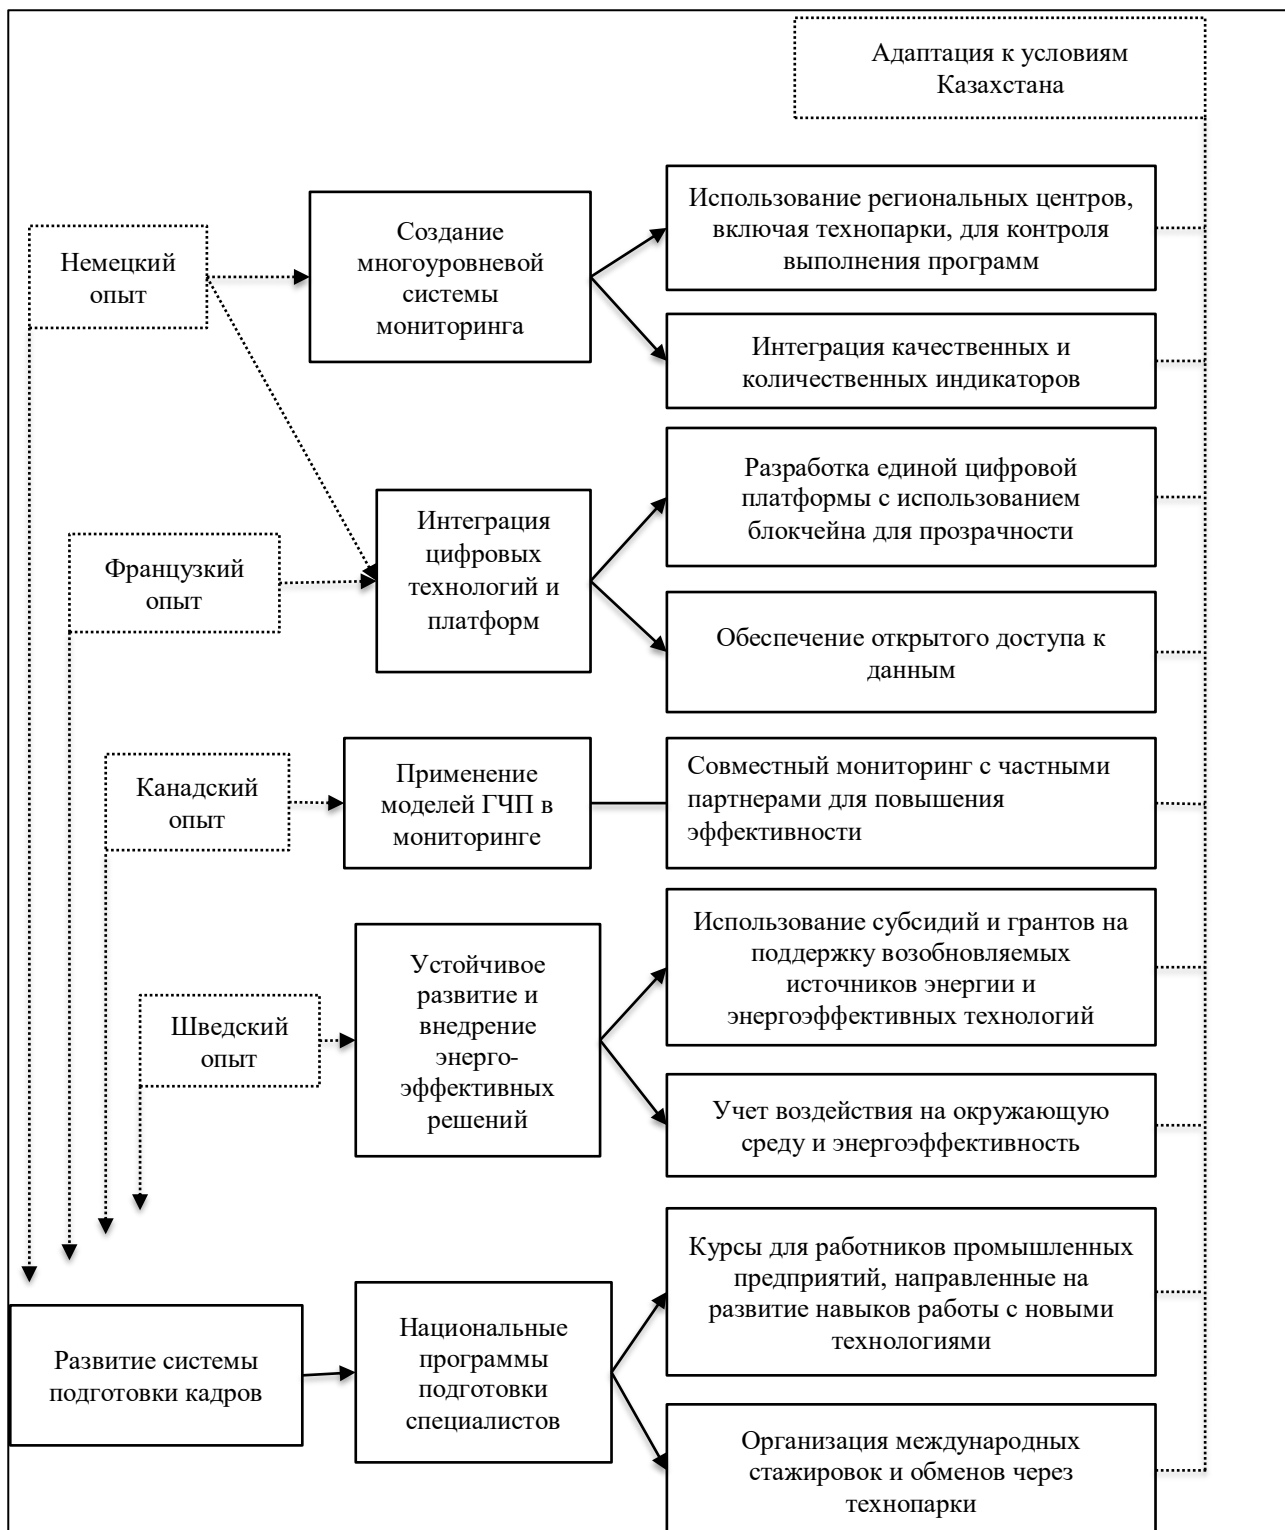 Адаптация к условиям
Казахстана
Немецкий
опыт
Создание
многоуровневой
системы
мониторинга
Использование региональных центров,
включая технопарки, для контроля
выполнения программ
Интеграция качественных и
количественных индикаторов
Французкий
опыт
Интеграция
цифровых
технологий и
платформ
Разработка единой цифровой
платформы с использованием
блокчейна для прозрачности
Обеспечение открытого доступа к
данным
Канадский
опыт
Применение
моделей ГЧП в
мониторинге
Совместный мониторинг с частными
партнерами для повышения
эффективности
Шведский
опыт
Устойчивое
развитие и
внедрение
энерго-
эффективных
решений
Использование субсидий и грантов на
поддержку возобновляемых
источников энергии и
энергоэффективных технологий
Учет воздействия на окружающую
среду и энергоэффективность
Развитие системы
подготовки кадров
Национальные
программы
подготовки
специалистов
Курсы для работников промышленных
предприятий, направленные на
развитие навыков работы с новыми
технологиями
Организация международных
стажировок и обменов через
технопарки